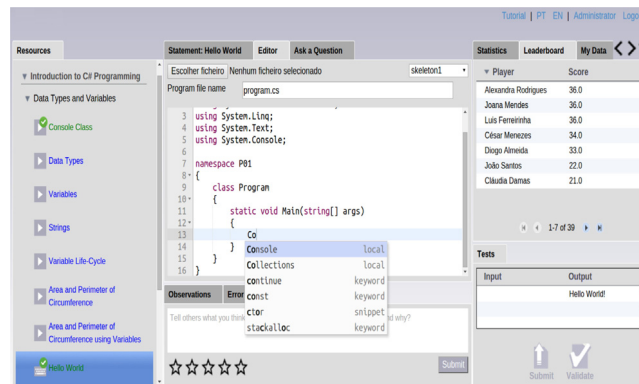 Tutorial | PT EN | Administrator Logo
Resources
▼ Introduction to C# Programming
▼ Data Types and Variables
Console Class
Data Types
Variables
Strings
Variable Life-Cycle
Area and Perimeter of
Circumference
Area and Perimeter of
Circumference using Variables
Hello World
Statement: Hello World Editor Ask a Question
Escolher ficheiro Nenhum ficheiro selecionado skeleton1
Program file name program.cs
3 using System.Linq;
4 using System.Text;
5 using System.Console;
6
7 namespace P01
8 {
9 class Program
10 {
11 static void Main(string[] args)
12 {
13 Co
14 }
15 }
16 }
Console local
Collections local
continue keyword
const keyword
ctor snippet
stackalloc keyword
Observations Error
Tell others what you think d why?
Submit
Statistics Leaderboard My Data
▼ Player Score
Alexandra Rodrigues 36.0
Joana Mendes 36.0
Luis Ferreirinha 36.0
César Menezes 34.0
Diogo Almeida 33.0
João Santos 22.0
Cláudia Damas 21.0
1-7 of 39
Tests
Input Output
Hello World!
Submit Validate